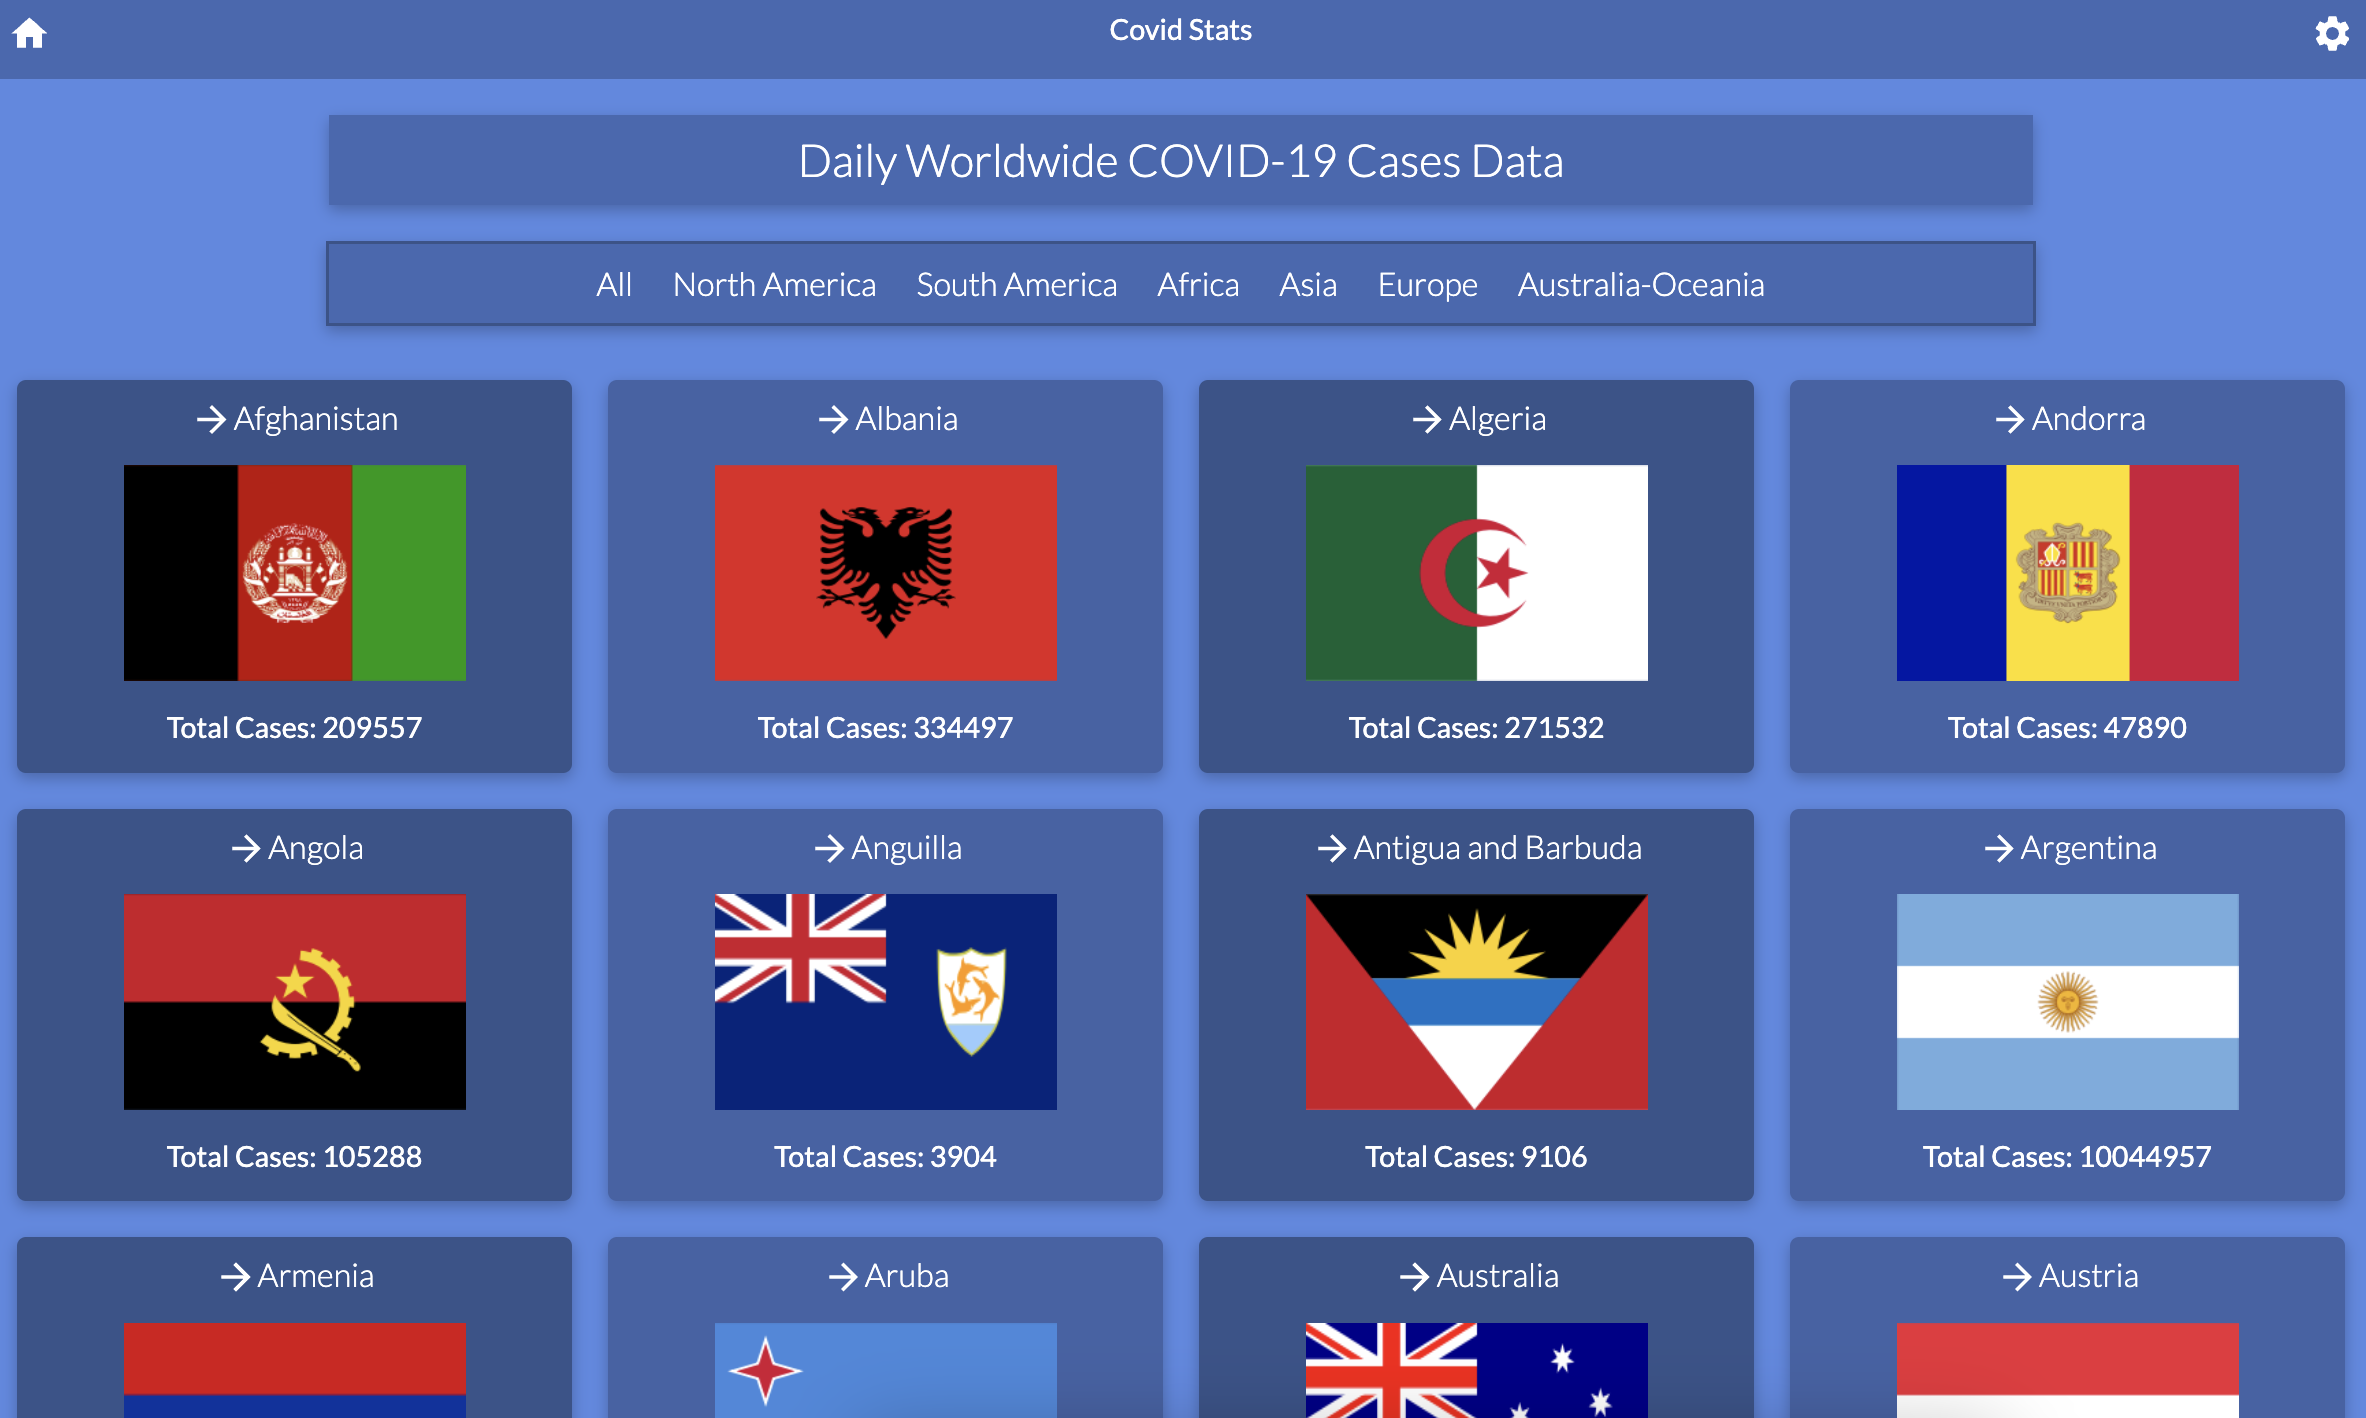 Covid Stats
Daily Worldwide COVID-19 Cases Data
All North America South America Africa Asia Europe Australia-Oceania
Afghanistan
Total Cases: 209557
Albania
Total Cases: 334497
Algeria
Total Cases: 271532
Andorra
Total Cases: 47890
Angola
Total Cases: 105288
Anguilla
Total Cases: 3904
Antigua and Barbuda
Total Cases: 9106
Argentina
Total Cases: 10044957
Armenia
Aruba
Australia
Austria